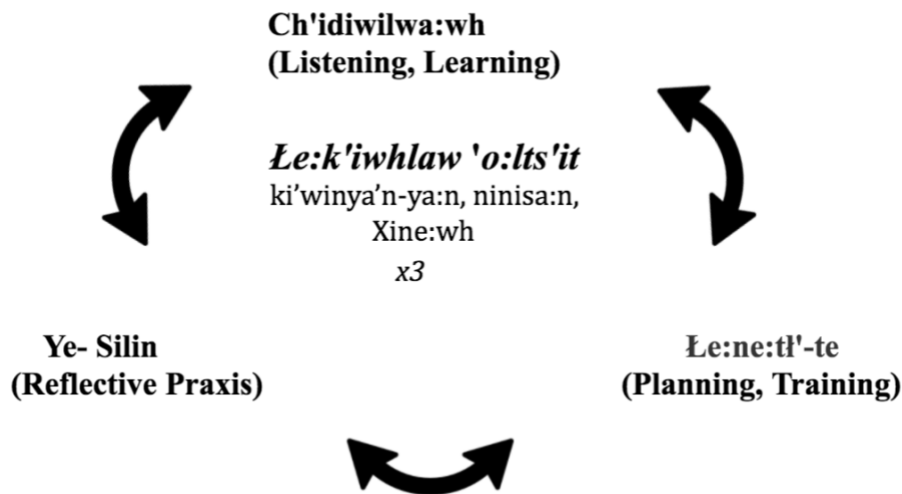 Ch'idiwilwa:wh
(Listening, Learning)
Łe:k'iwhlaw 'o:lts'it
ki’winya’n-ya:n, ninisa:n,
Xine:wh
x3
Ye- Silin
(Reflective Praxis)
Łe:ne:tł'-te
(Planning, Training)